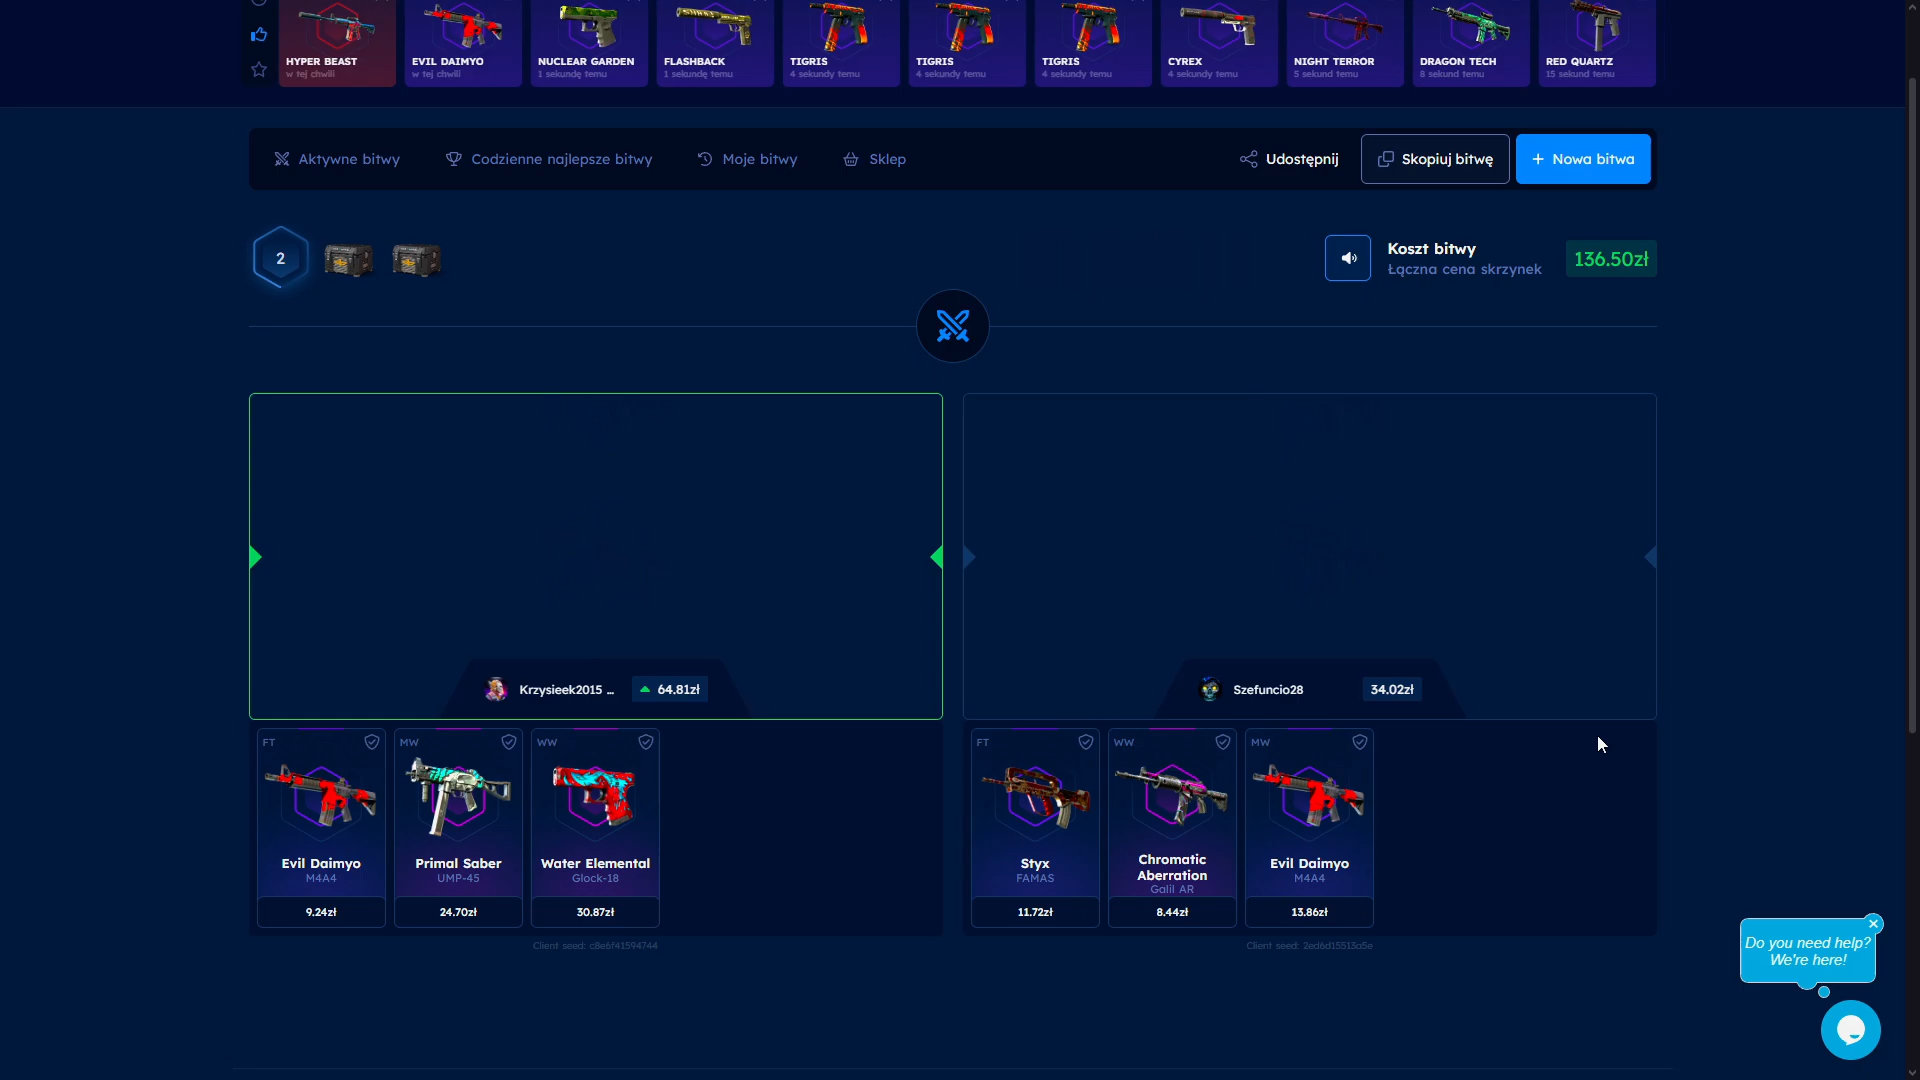 HYPER BEAST
w tej chwili
EVIL DAIMYO
w tej chwili
NUCLEAR GARDEN
1 sekundę temu
FLASHBACK
1 sekundę temu
TIGRIS
4 sekundy temu
TIGRIS
4 sekundy temu
TIGRIS
4 sekundy temu
CYREX
4 sekundy temu
NIGHT TERROR
5 sekund temu
DRAGON TECH
8 sekund temu
RED QUARTZ
15 sekund temu
Aktywne bitwy
Codzienne najlepsze bitwy
Moje bitwy
Sklep
Udostępnij
Skopiuj bitwę
+ Nowa bitwa
2
Koszt bitwy
Łączna cena skrzynek
136.50zł
Krzysieek2015 ...
64.81zł
Szefuncio28
34.02zł
FT
Evil Daimyo
M4A4
9.24zł
MW
Primal Saber
UMP-45
24.70zł
WW
Water Elemental
Glock-18
30.87zł
FT
Styx
FAMAS
11.72zł
WW
Chromatic
Aberration
Galil AR
8.44zł
MW
Evil Daimyo
M4A4
13.86zł
Client seed: c8e6f41594744
Client seed: 2ed6d15513a5e
Do you need help?
We're here!